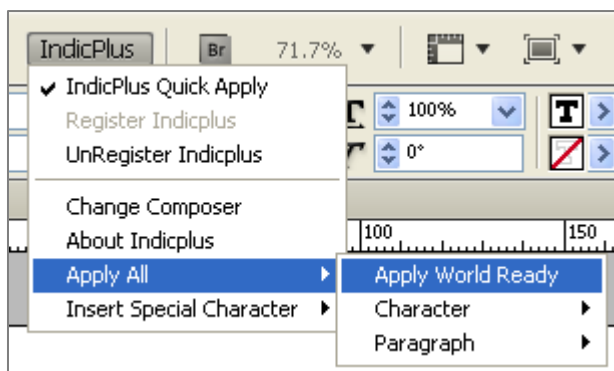 IndicPlus Br 71.7%
IndicPlus Quick Apply
Register Indicplus
100% T
UnRegister Indicplus
0°
Change Composer
About Indicplus
100 150
Apply All
Apply World Ready
Insert Special Character
Character
Paragraph